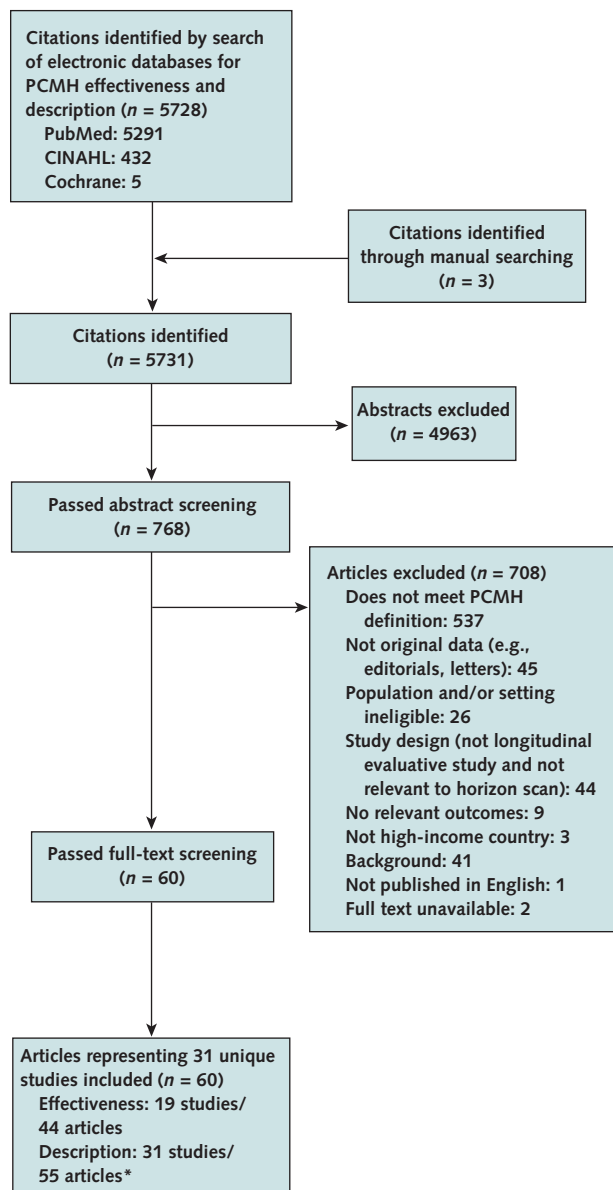 Citations identified by search
of electronic databases for
PCMH effectiveness and
description (n = 5728)
PubMed: 5291
CINAHL: 432
Cochrane: 5
Citations identified
through manual searching
(n = 3)
Citations identified
(n = 5731)
Abstracts excluded
(n = 4963)
Passed abstract screening
(n = 768)
Articles excluded (n = 708)
Does not meet PCMH
definition: 537
Not original data (e.g.,
editorials, letters): 45
Population and/or setting
ineligible: 26
Study design (not longitudinal
evaluative study and not
relevant to horizon scan): 44
No relevant outcomes: 9
Not high-income country: 3
Background: 41
Not published in English: 1
Full text unavailable: 2
Passed full-text screening
(n = 60)
Articles representing 31 unique
studies included (n = 60)
Effectiveness: 19 studies/
44 articles
Description: 31 studies/
55 articles*